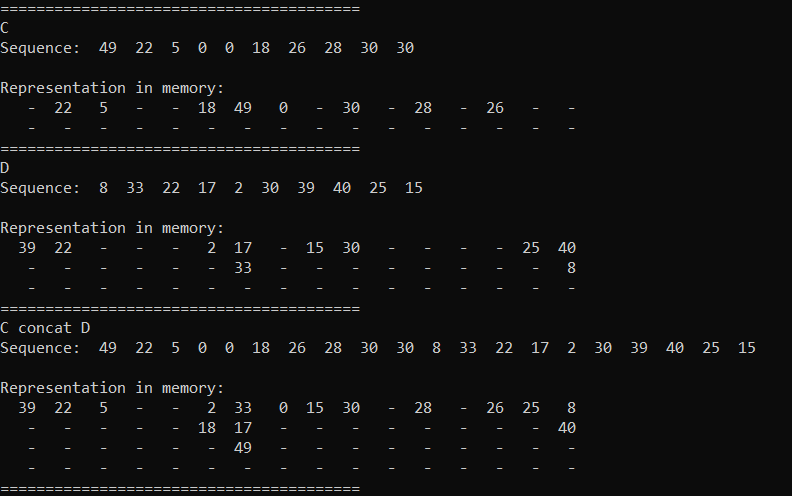 ========================================
C
Sequence:  49  22  5  0  0  18  26  28  30  30

Representation in memory:
   -  22   5   -   -  18  49   0   -  30   -  28   -  26   -   -
   -   -   -   -   -   -   -   -   -   -   -   -   -   -   -   -
========================================
D
Sequence:  8  33  22  17  2  30  39  40  25  15

Representation in memory:
  39  22   -   -   -   2  17   -  15  30   -   -   -   -  25  40
   -   -   -   -   -   -  33   -   -   -   -   -   -   -   -   8
   -   -   -   -   -   -   -   -   -   -   -   -   -   -   -   -
========================================
C concat D
Sequence:  49  22  5  0  0  18  26  28  30  30  8  33  22  17  2  30  39  40  25  15

Representation in memory:
  39  22   5   -   -   2  33   0  15  30   -  28   -  26  25   8
   -   -   -   -   -  18  17   -   -   -   -   -   -   -   -  40
   -   -   -   -   -   -  49   -   -   -   -   -   -   -   -   -
   -   -   -   -   -   -   -   -   -   -   -   -   -   -   -   -
========================================